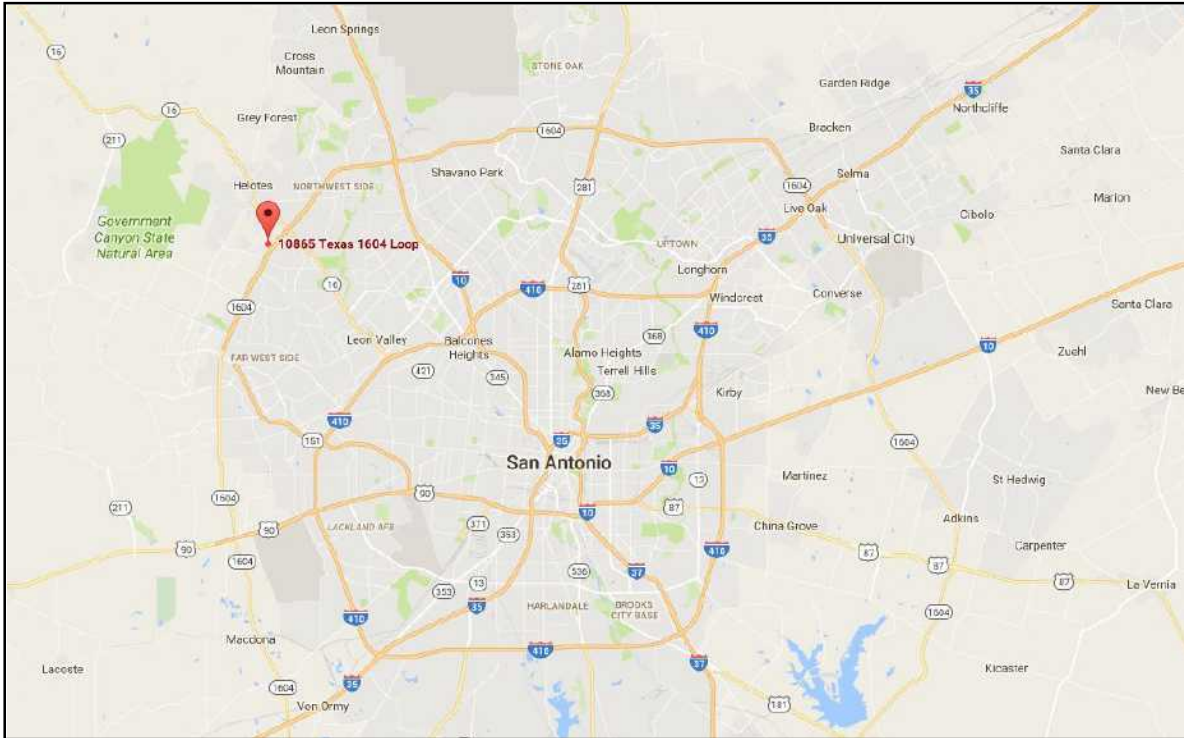 Leon Springs
16
Cross
Mountain
STONE OAK
Garden Ridge
35
Northcliffe
16
Grey Forest
1604
Bracken
211
Santa Clara
Helotes
NORTHWEST SIDE
Shavano Park
281
1604
Selma
Marion
Live Oak
Cibolo
Government
Canyon State
Natural Area
10865 Texas 1604 Loop
UPTOWN
35
Universal City
Longhorn
10
16
410
281
Windcrest
Converse
1604
Santa Clara
Leon Valley
Balcones
Heights
368
410
10
Alamo Heights
Zuehl
FAR WEST SIDE
421
345
Terrell Hills
368
Kirby
New Be
410
151
35
35
1604
San Antonio
10
13
Martinez
St Hedwig
1604
90
211
87
10
Adkins
90
LACKLAND AFB
371
353
China Grove
Carpenter
90
1604
410
87
87
87
536
37
La Vernia
13
353
35
HARLANDALE
BROOKS
CITY BASE
1604
410
Macdona
410
37
Lacoste
Kicaster
1604
35
Von Ormy
181